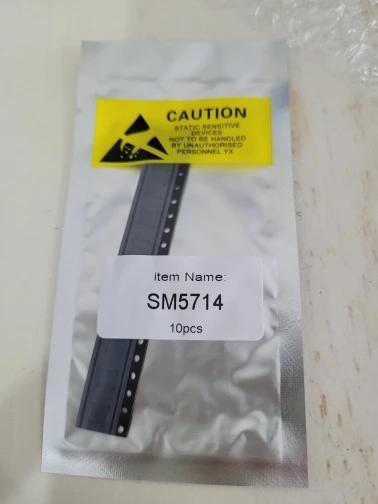 CAUTION
STATIC SENSITIVE
DEVICES
NOT TO BE HANDLED
BY UNAUTHORISED
PERSONNEL YX
item Name:
SM5714
10pcs